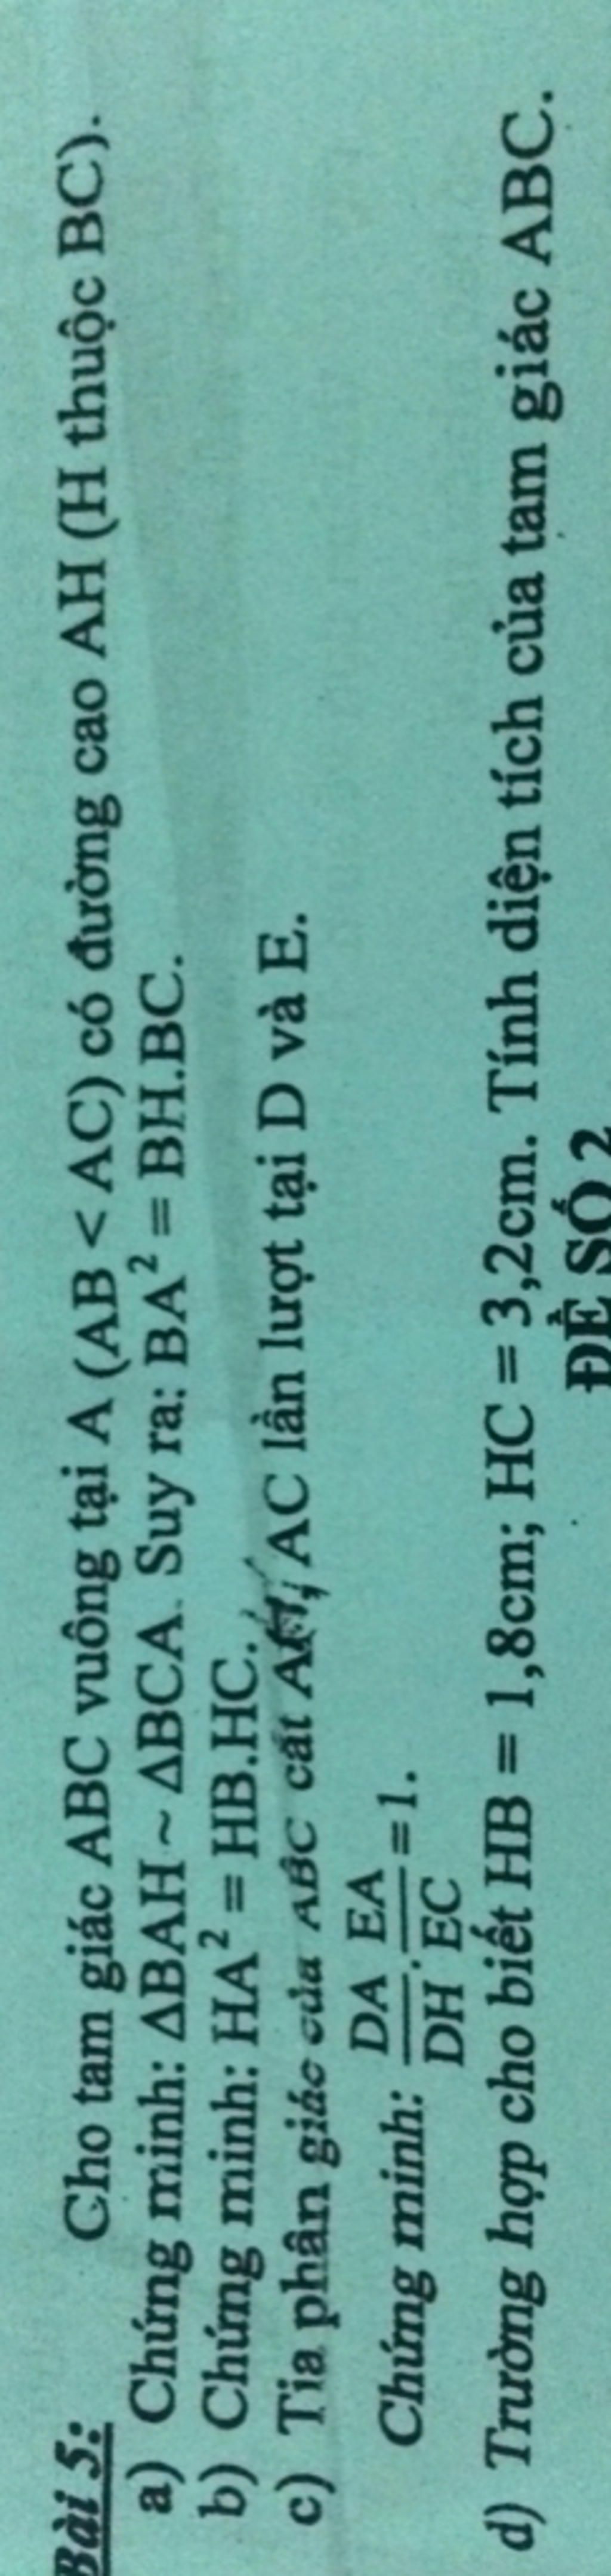 Bài 5:
Cho tam giác ABC vuông tại A (AB < AC) có đường cao AH (H thuộc BC).
a) Chứng minh: ΔBAH ~ ΔBCA. Suy ra: BA² = BH.BC.
b) Chứng minh: HA² = HB.HC.
c) Tia phân giác của ABC cắt AH, AC lần lượt tại D và E.
Chứng minh: DA/DH . EA/EC = 1.
d) Trường hợp cho biết HB = 1,8cm; HC = 3,2cm. Tính diện tích của tam giác ABC.
ĐỀ SỐ 2